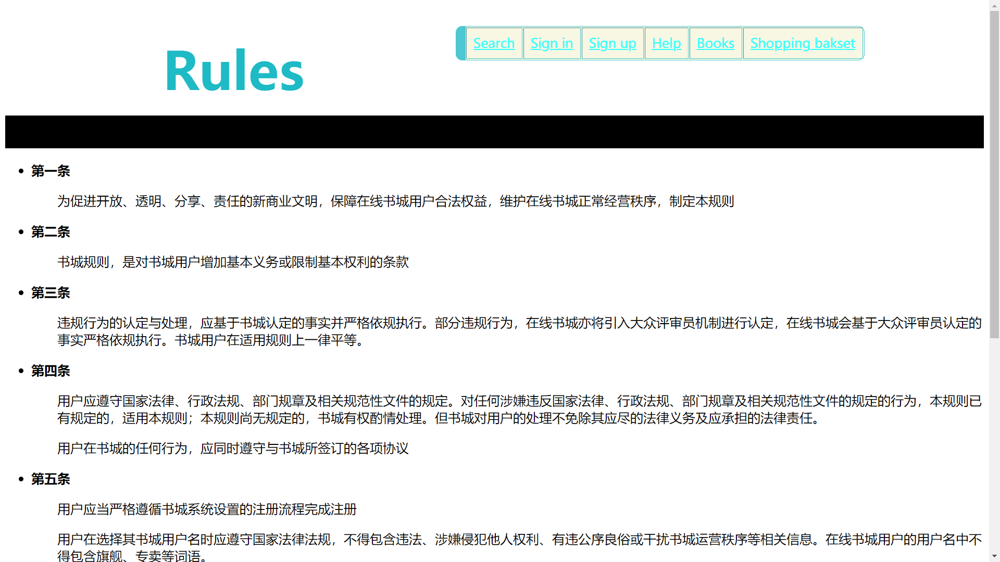 Rules
Search Sign in Sign up Help Books Shopping bakset
第一条
为促进开放、透明、分享、责任的新商业文明，保障在线书城用户合法权益，维护在线书城正常经营秩序，制定本规则
第二条
书城规则，是对书城用户增加基本义务或限制基本权利的条款
第三条
违规行为的认定与处理，应基于书城认定的事实并严格依规执行。部分违规行为，在线书城亦将引入大众评审员机制进行认定，在线书城会基于大众评审员认定的
事实严格依规执行。书城用户在适用规则上一律平等。
第四条
用户应遵守国家法律、行政法规、部门规章及相关规范性文件的规定。对任何涉嫌违反国家法律、行政法规、部门规章及相关规范性文件的规定的行为，本规则已
有规定的，适用本规则；本规则尚无规定的，书城有权酌情处理。但书城对用户的处理不免除其应尽的法律义务及应承担的法律责任。
用户在书城的任何行为，应同时遵守与书城所签订的各项协议
第五条
用户应当严格遵循书城系统设置的注册流程完成注册
用户在选择其书城用户名时应遵守国家法律法规，不得包含违法、涉嫌侵犯他人权利、有违公序良俗或干扰书城运营秩序等相关信息。在线书城用户的用户名中不
得包含旗舰、专卖等词语。